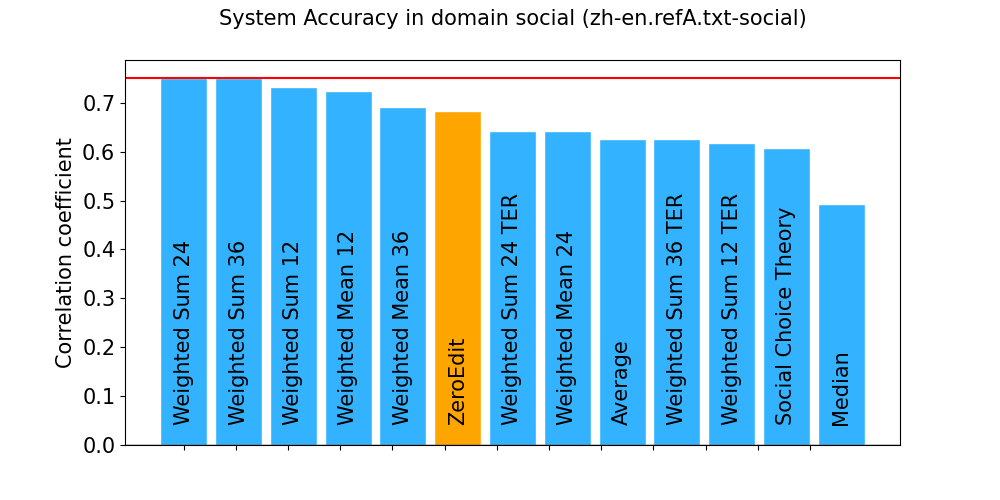 System Accuracy in domain social (zh-en.refA.txt-social)
Correlation coefficient
0.7
0.6
0.5
0.4
0.3
0.2
0.1
0.0
Weighted Sum 24
Weighted Sum 36
Weighted Sum 12
Weighted Mean 12
Weighted Mean 36
ZeroEdit
Weighted Sum 24 TER
Weighted Mean 24
Average
Weighted Sum 36 TER
Weighted Sum 12 TER
Social Choice Theory
Median